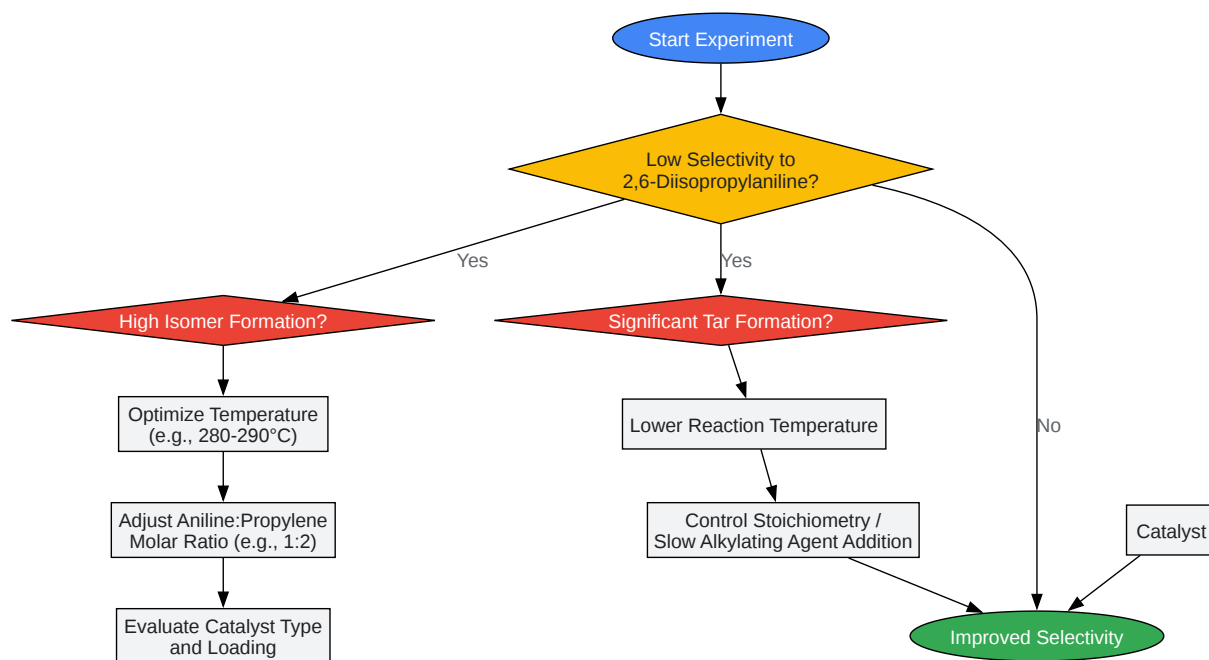 Start Experiment
Low Selectivity to
2,6-Diisopropylaniline?
Yes
Yes
High Isomer Formation?
Significant Tar Formation?
Optimize Temperature
(e.g., 280-290°C)
Lower Reaction Temperature
No
Adjust Aniline:Propylene
Molar Ratio (e.g., 1:2)
Control Stoichiometry /
Slow Alkylating Agent Addition
Catalyst
Evaluate Catalyst Type
and Loading
Improved Selectivity